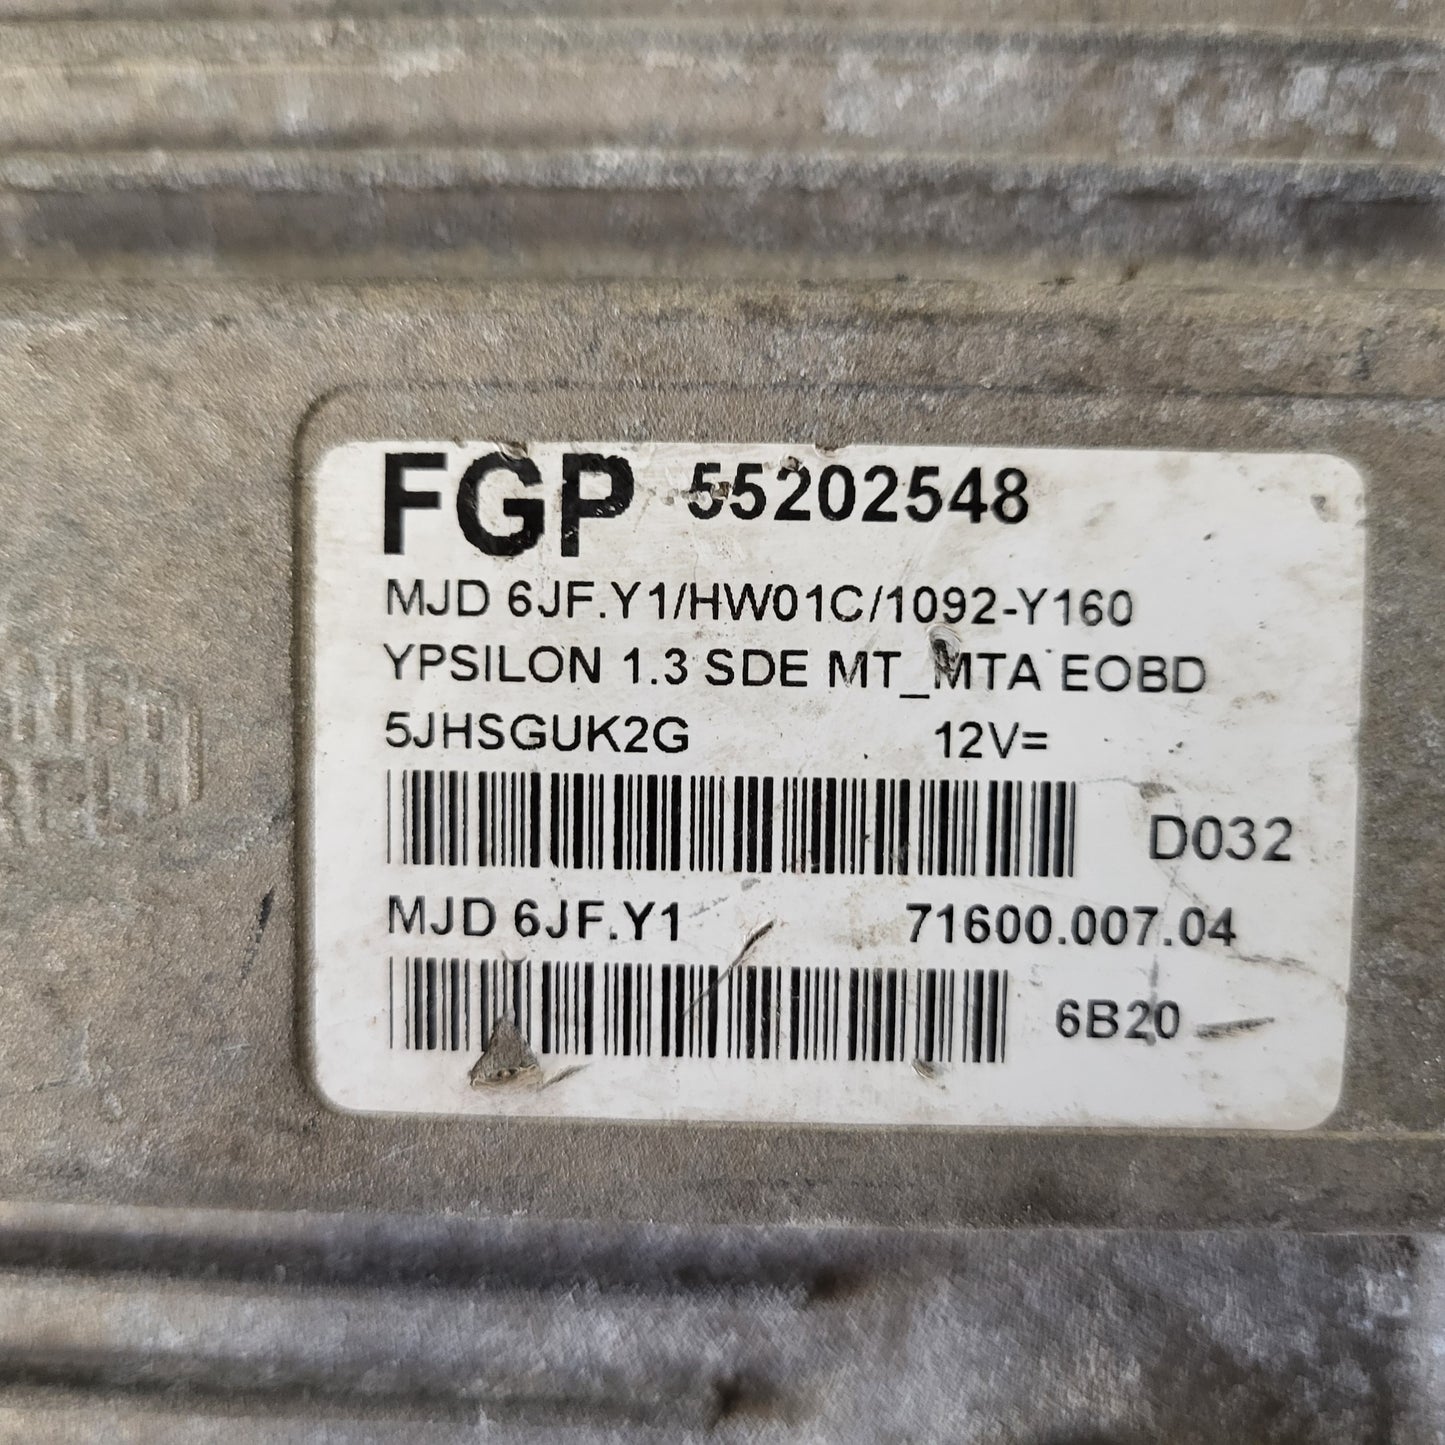 FGP 55202548
MJD 6JF.Y1/HW01C/1092-Y160
YPSILON 1.3 SDE MT_MTA EOBD
5JHSGUK2G 12V=
D032
MJD 6JF.Y1 71600.007.04
6B20